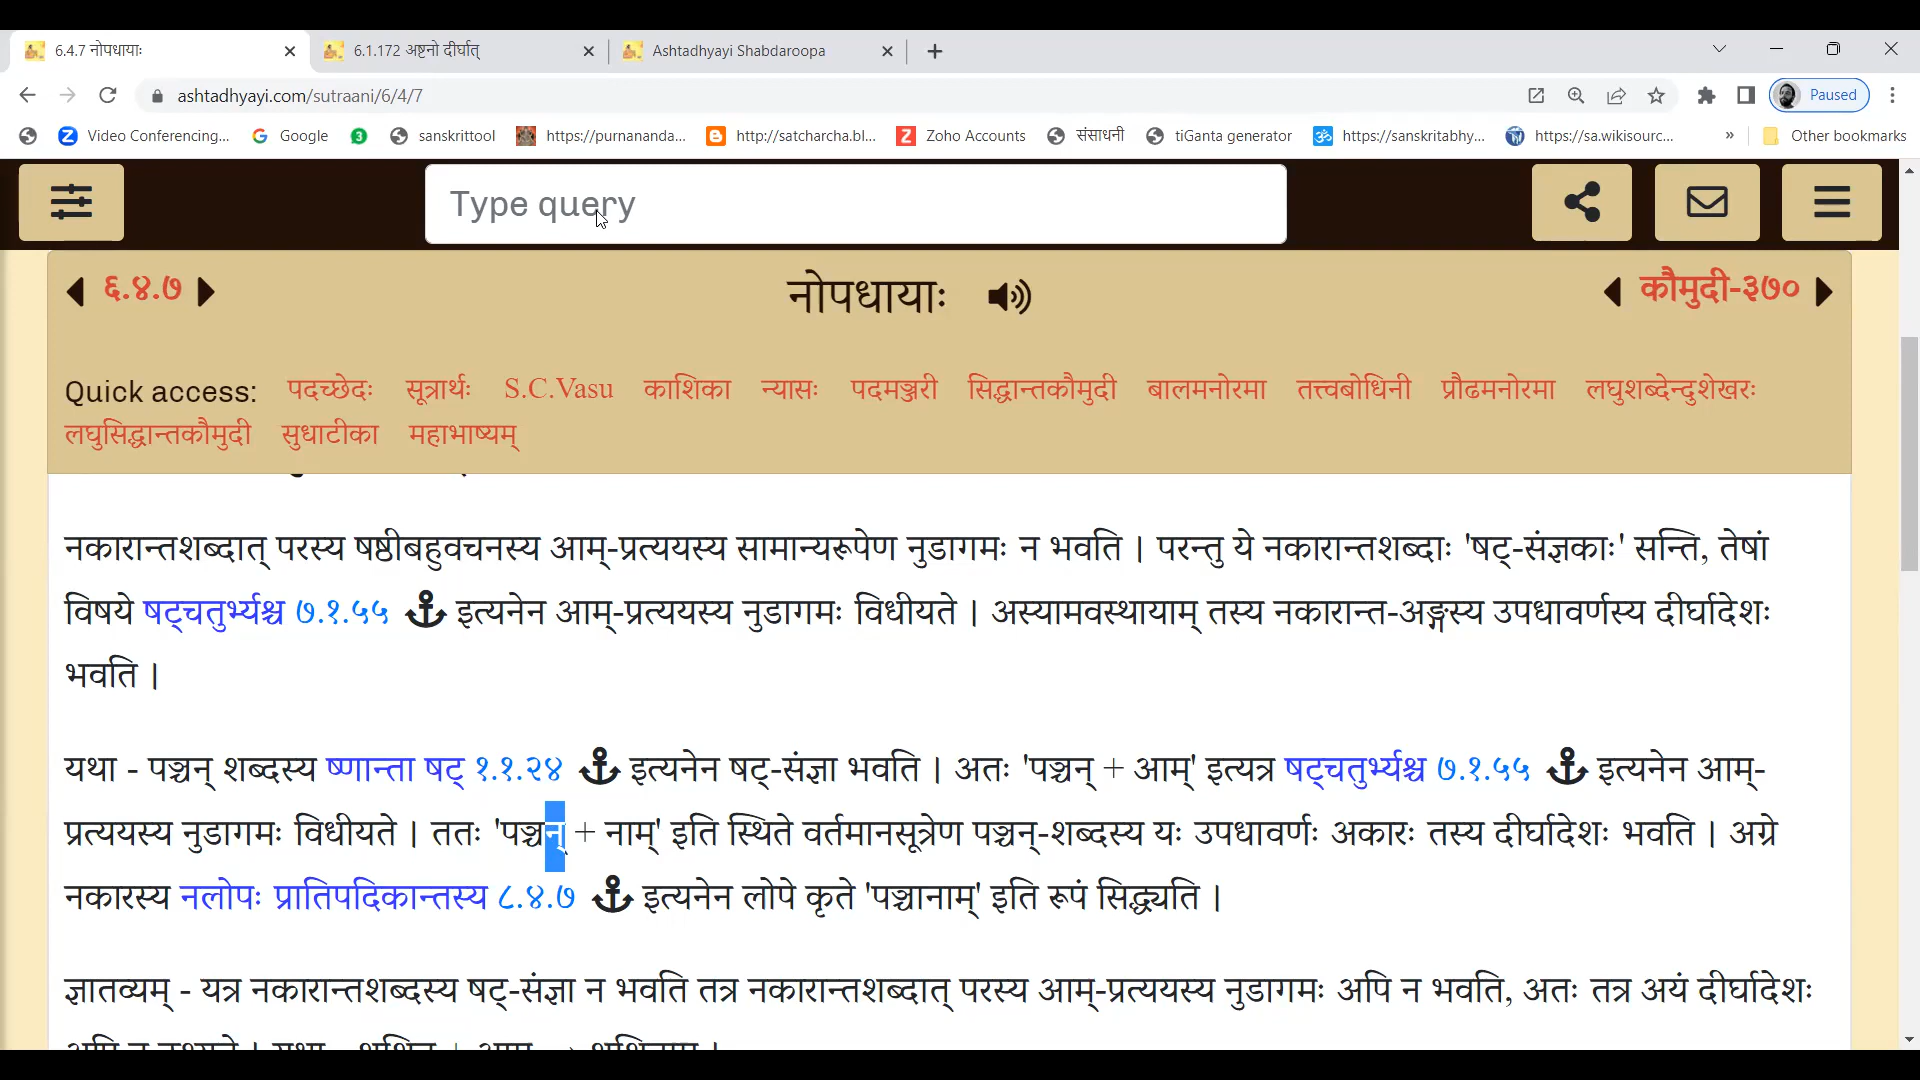 6.4.7 नोपधायाः
6.1.172 अष्टनो दीर्घात्
Ashtadhyayi Shabdaroopa
ashtadhyayi.com/sutraani/6/4/7
Paused
Video Conferencing...
Google
3
sanskrittool
https://purnananda...
http://satcharcha.bl...
Zoho Accounts
संसाधनी
tiGanta generator
https://sanskritabhy...
https://sa.wikisourc...
»
Other bookmarks
Type query
६.४.७
नोपधायाः
कौमुदी-३७०
Quick access: पदच्छेदः सूत्रार्थः S.C.Vasu काशिका न्यासः पदमञ्जरी सिद्धान्तकौमुदी बालमनोरमा तत्त्वबोधिनी प्रौढमनोरमा लघुशब्देन्दुशेखरः
लघुसिद्धान्तकौमुदी सुधाटीका महाभाष्यम्
नकारान्तशब्दात् परस्य षष्ठीबहुवचनस्य आम्-प्रत्ययस्य सामान्यरूपेण नुडागमः न भवति । परन्तु ये नकारान्तशब्दाः 'षट्-संज्ञकाः' सन्ति, तेषां
विषये षट्चतुर्भ्यश्च ७.१.५५ इत्यनेन आम्-प्रत्ययस्य नुडागमः विधीयते । अस्यामवस्थायाम् तस्य नकारान्त-अङ्गस्य उपधावर्णस्य दीर्घादेशः
भवति ।
यथा - पञ्चन् शब्दस्य ष्णान्ता षट् १.१.२४ इत्यनेन षट्-संज्ञा भवति । अतः 'पञ्चन् + आम्' इत्यत्र षट्चतुर्भ्यश्च ७.१.५५ इत्यनेन आम्-
प्रत्ययस्य नुडागमः विधीयते । ततः 'पञ्चन् + नाम्' इति स्थिते वर्तमानसूत्रेण पञ्चन्-शब्दस्य यः उपधावर्णः अकारः तस्य दीर्घादेशः भवति । अग्रे
नकारस्य नलोपः प्रातिपदिकान्तस्य ८.४.७ इत्यनेन लोपे कृते 'पञ्चानाम्' इति रूपं सिद्ध्यति ।
ज्ञातव्यम् - यत्र नकारान्तशब्दस्य षट्-संज्ञा न भवति तत्र नकारान्तशब्दात् परस्य आम्-प्रत्ययस्य नुडागमः अपि न भवति, अतः तत्र अयं दीर्घादेशः